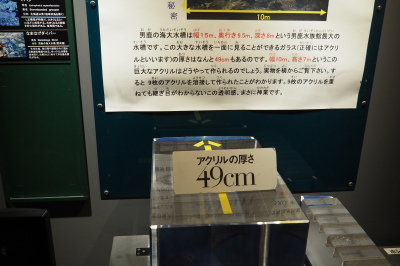 秘密
10m
男鹿の海大水槽は幅15m、奥行き9.5m、深さ8mという男鹿水族館最大の
水槽です。この大きな水槽を一面に見ることができるガラス(正確にはアクリ
ルといいます)の厚さはなんと49cmもあるのです。幅10m、高さ7mというこの
巨大なアクリルはどうやって作られたのでしょう。実物を横からご覧下さい。す
ると9枚のアクリルを接着して作られたことがわかります。9枚のアクリルを重
ねても継ぎ目がわからないこの透明感、まさに神業です。
アクリルの厚さ
49cm